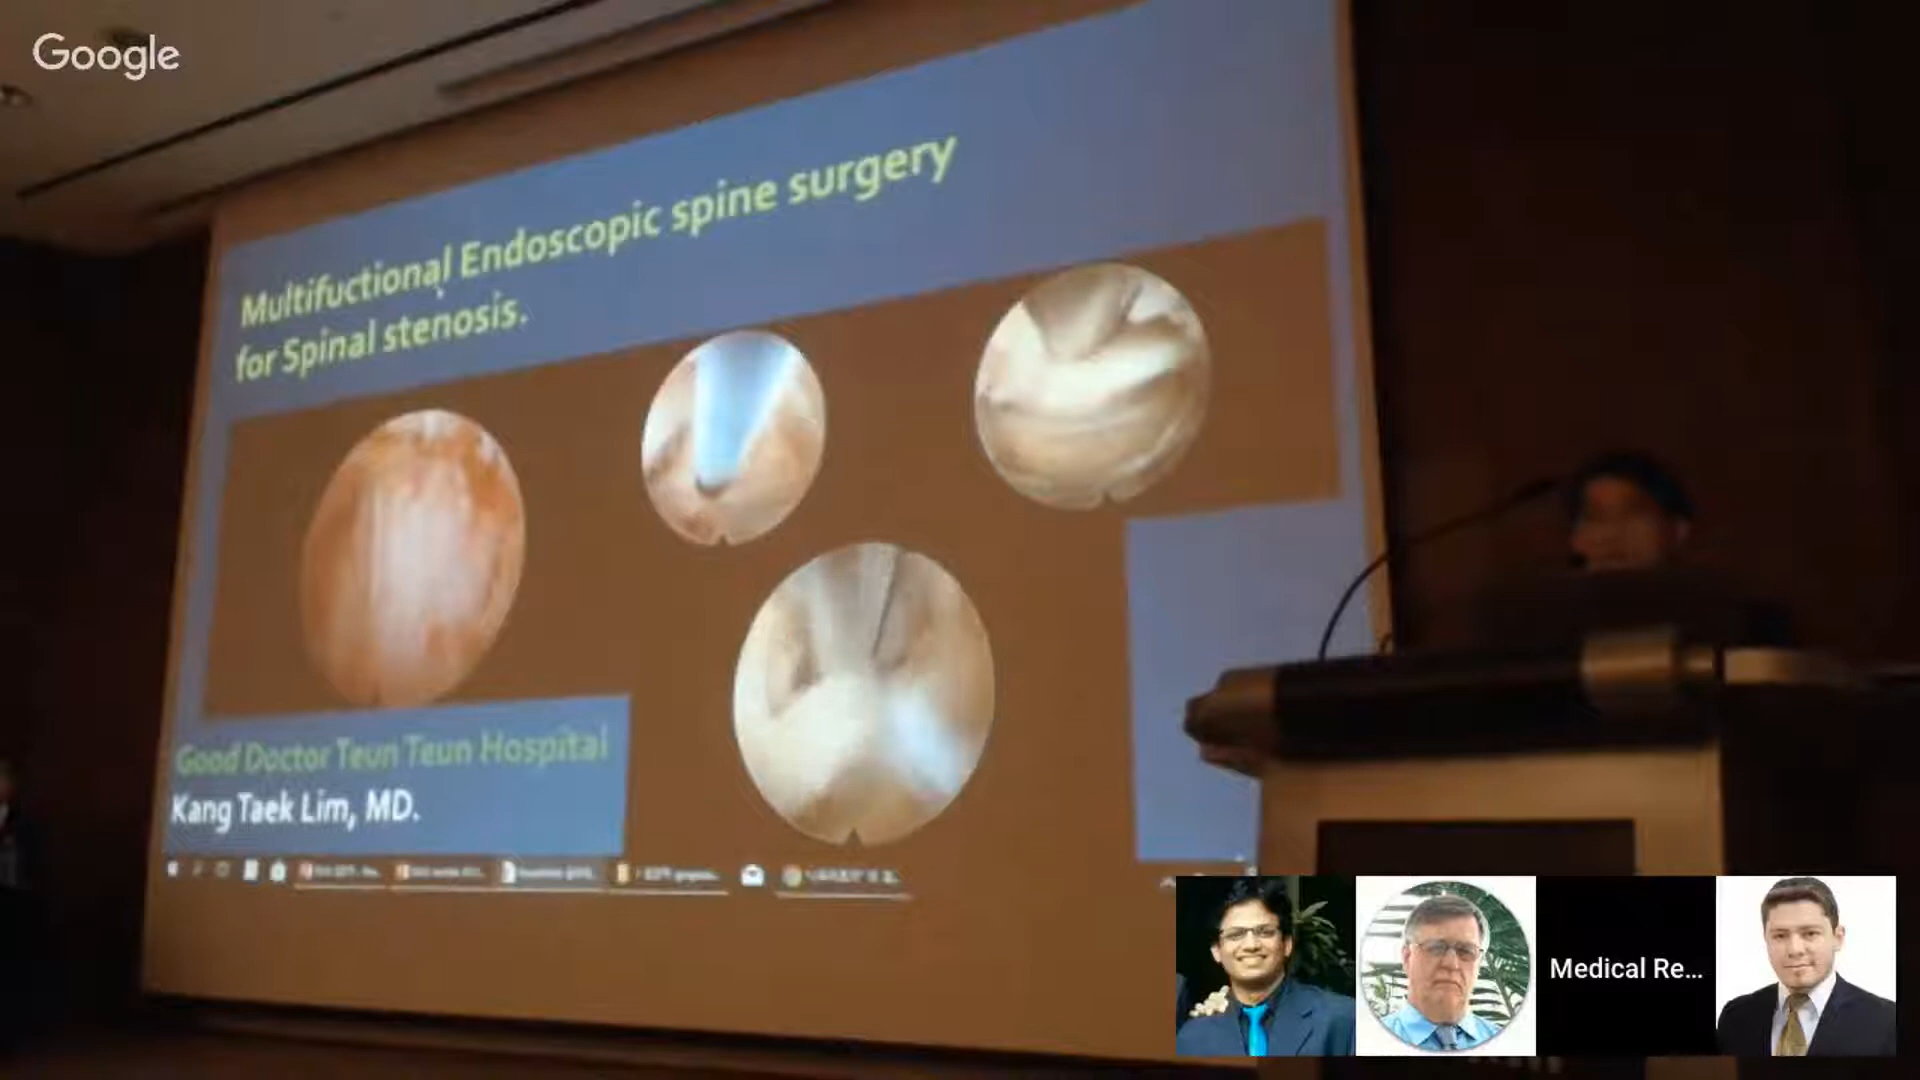 Google
Multifuctional Endoscopic spine surgery
for Spinal stenosis.
Good Doctor Teun Teun Hospital
Kang Taek Lim, MD.
Medical Re...